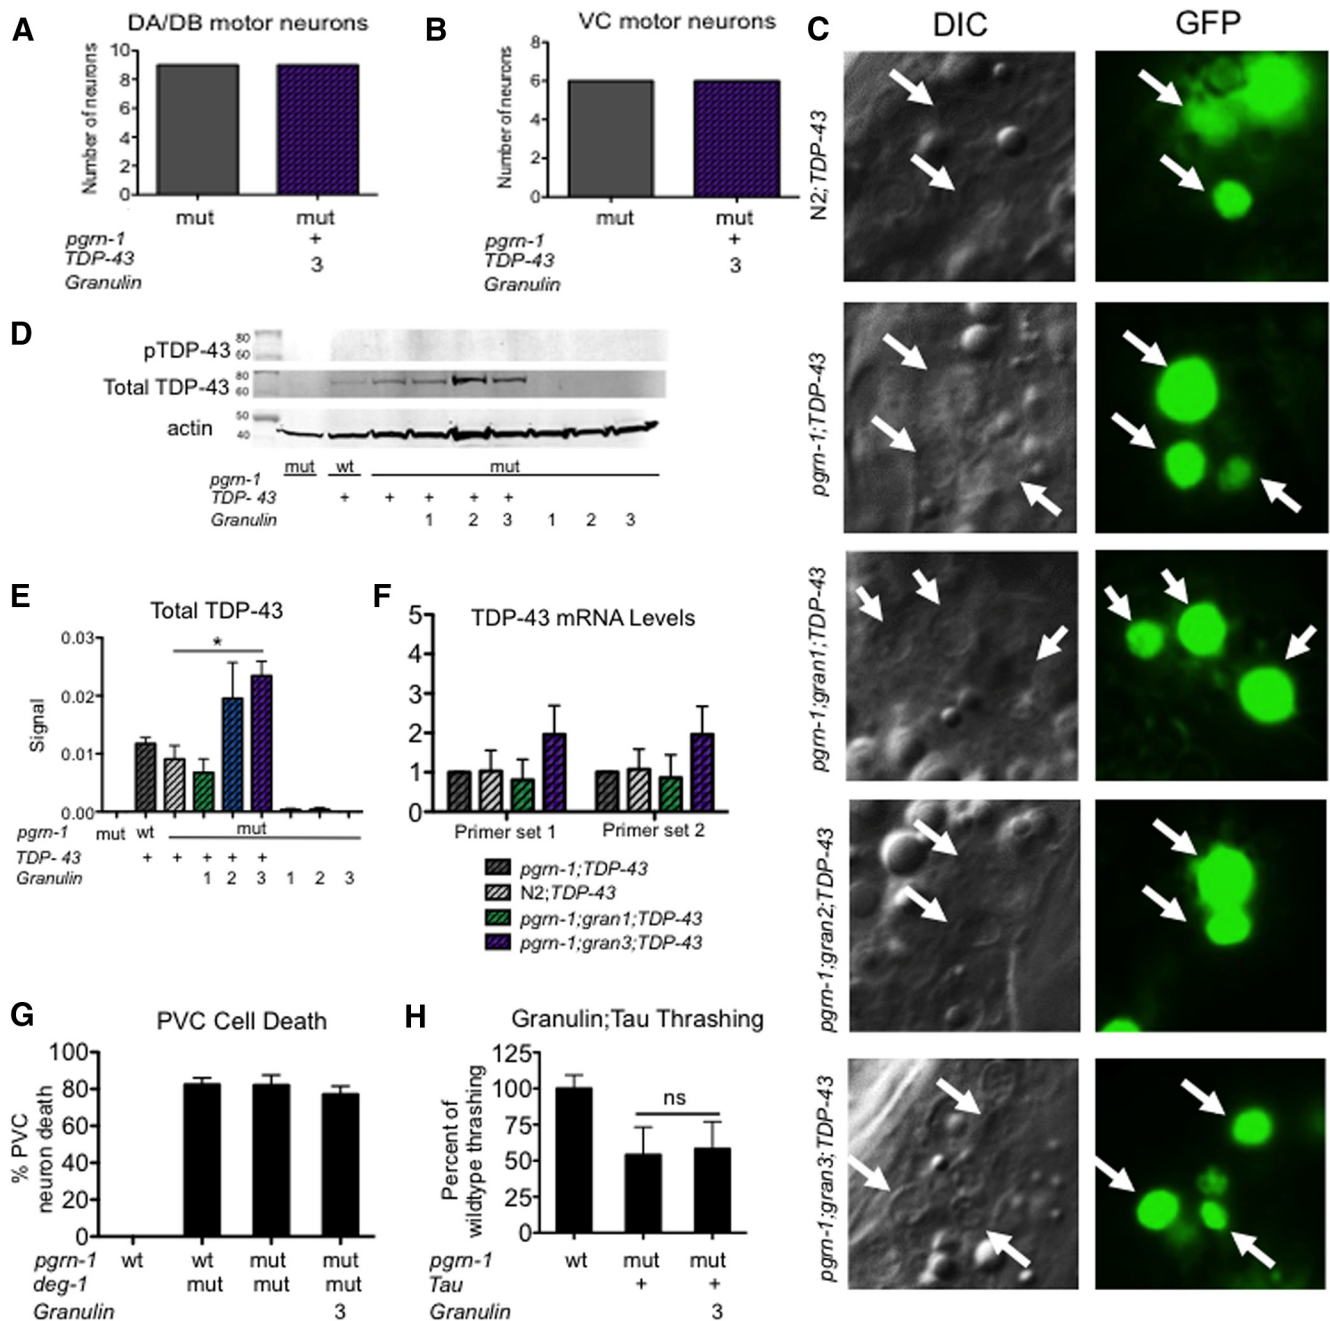 A
DA/DB motor neurons
Number of neurons
10
8
6
4
2
0
mut mut
pgrn-1 +
TDP-43 3
Granulin
B
VC motor neurons
Number of neurons
8
6
4
2
0
mut mut
pgrn-1 +
TDP-43 3
Granulin
C
DIC GFP
N2;TDP-43
pgrn-1;TDP-43
pgrn-1;gran1;TDP-43
pgrn-1;gran2;TDP-43
pgrn-1;gran3;TDP-43
D
pTDP-43 80
60
Total TDP-43 80
60
actin 50
40
pgrn-1 mut wt mut
TDP- 43 + + + + +
Granulin 1 2 3 1 2 3
E
Total TDP-43
Signal
0.03
0.02
0.01
0.00
*
pgrn-1 mut wt mut
TDP- 43 + + + + +
Granulin 1 2 3 1 2 3
F
TDP-43 mRNA Levels
5
4
3
2
1
0
Primer set 1 Primer set 2
pgrn-1;TDP-43
N2;TDP-43
pgrn-1;gran1;TDP-43
pgrn-1;gran3;TDP-43
G
PVC Cell Death
% PVC
neuron death
100
80
60
40
20
0
pgrn-1 wt wt mut mut
deg-1 mut mut mut
Granulin 3
H
Granulin;Tau Thrashing
Percent of
wildtype thrashing
125
100
75
50
25
0
ns
pgrn-1 wt mut mut
Tau + +
Granulin 3